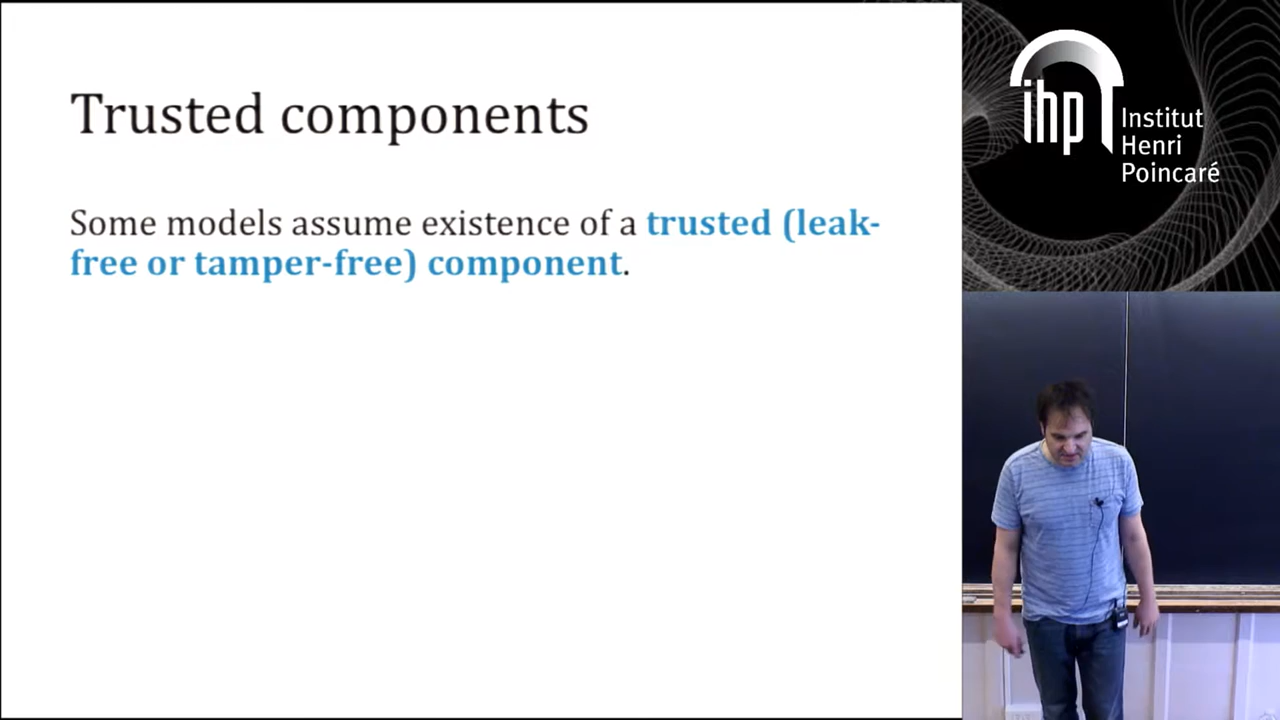 Trusted components
Some models assume existence of a trusted (leak-
free or tamper-free) component.
ihp
Institut
Henri
Poincaré